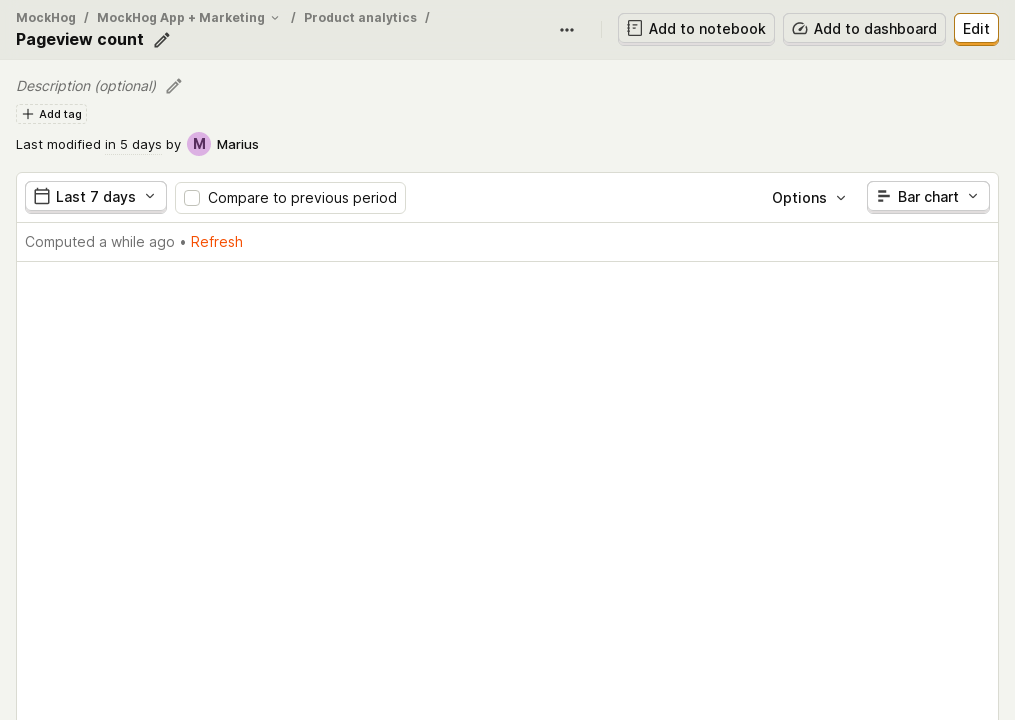 MockHog / MockHog App + Marketing / Product analytics /
Pageview count
Add to notebook
Add to dashboard
Edit
Description (optional)
Add tag
Last modified in 5 days by M Marius
Last 7 days
Compare to previous period
Options
Bar chart
Computed a while ago • Refresh